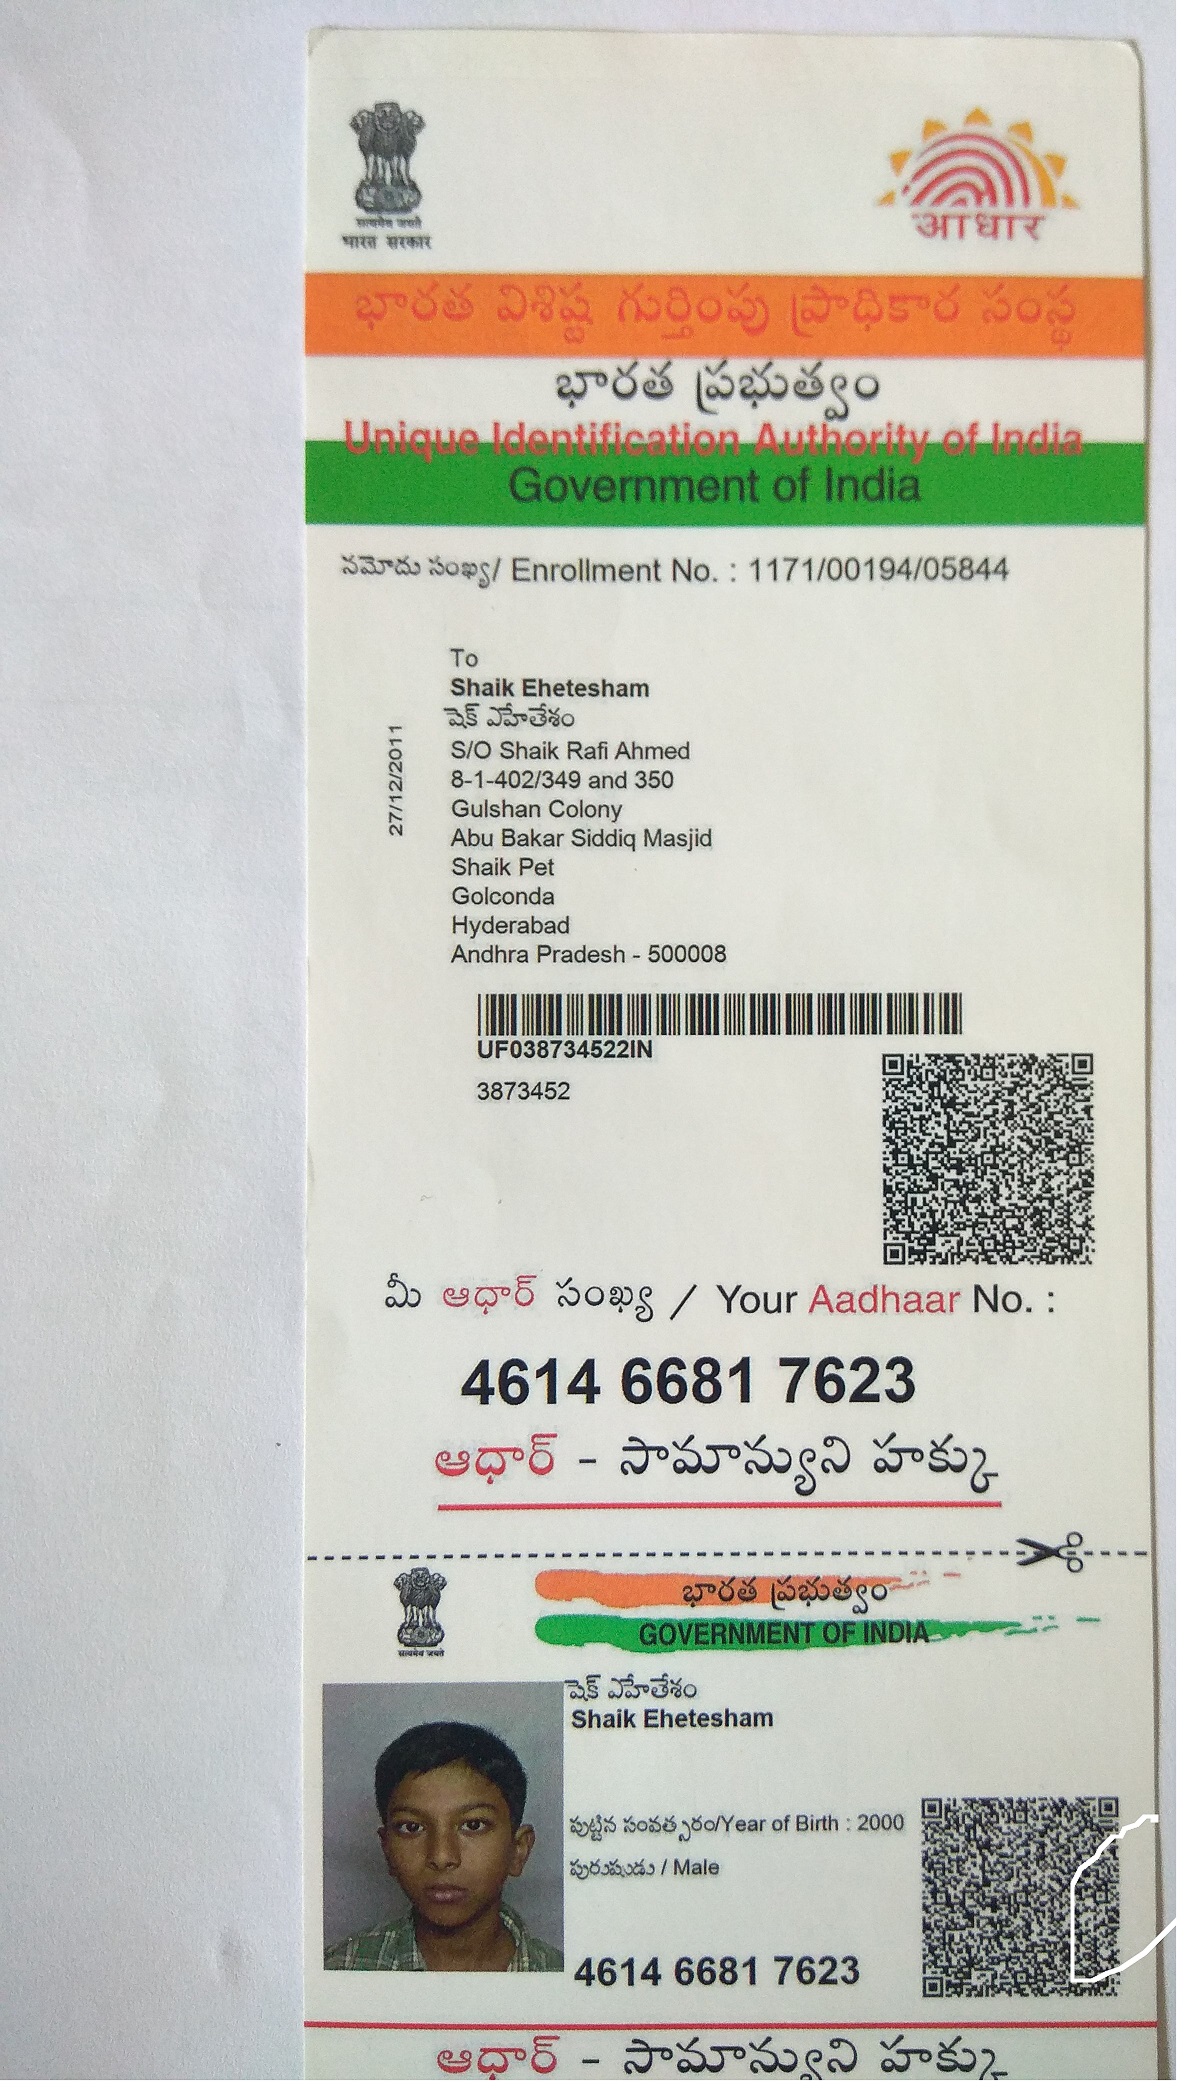 सत्यमेव जयते
भारत सरकार
आधार
భారత విశిష్ట గుర్తింపు ప్రాధికార సంస్థ
భారత ప్రభుత్వం
Unique Identification Authority of India
Government of India
నమోదు సంఖ్య/ Enrollment No. : 1171/00194/05844
27/12/2011
To
Shaik Ehetesham
షెక్ ఎహేతేశం
S/O Shaik Rafi Ahmed
8-1-402/349 and 350
Gulshan Colony
Abu Bakar Siddiq Masjid
Shaik Pet
Golconda
Hyderabad
Andhra Pradesh - 500008
UF038734522IN
3873452
మీ ఆధార్ సంఖ్య / Your Aadhaar No. :
4614 6681 7623
ఆధార్ - సామాన్యుని హక్కు
భారత ప్రభుత్వం
GOVERNMENT OF INDIA
सत्यमेव जयते
షెక్ ఎహేతేశం
Shaik Ehetesham
పుట్టిన సంవత్సరం/Year of Birth : 2000
పురుషుడు / Male
4614 6681 7623
ఆధార్ - సామాన్యుని హక్కు